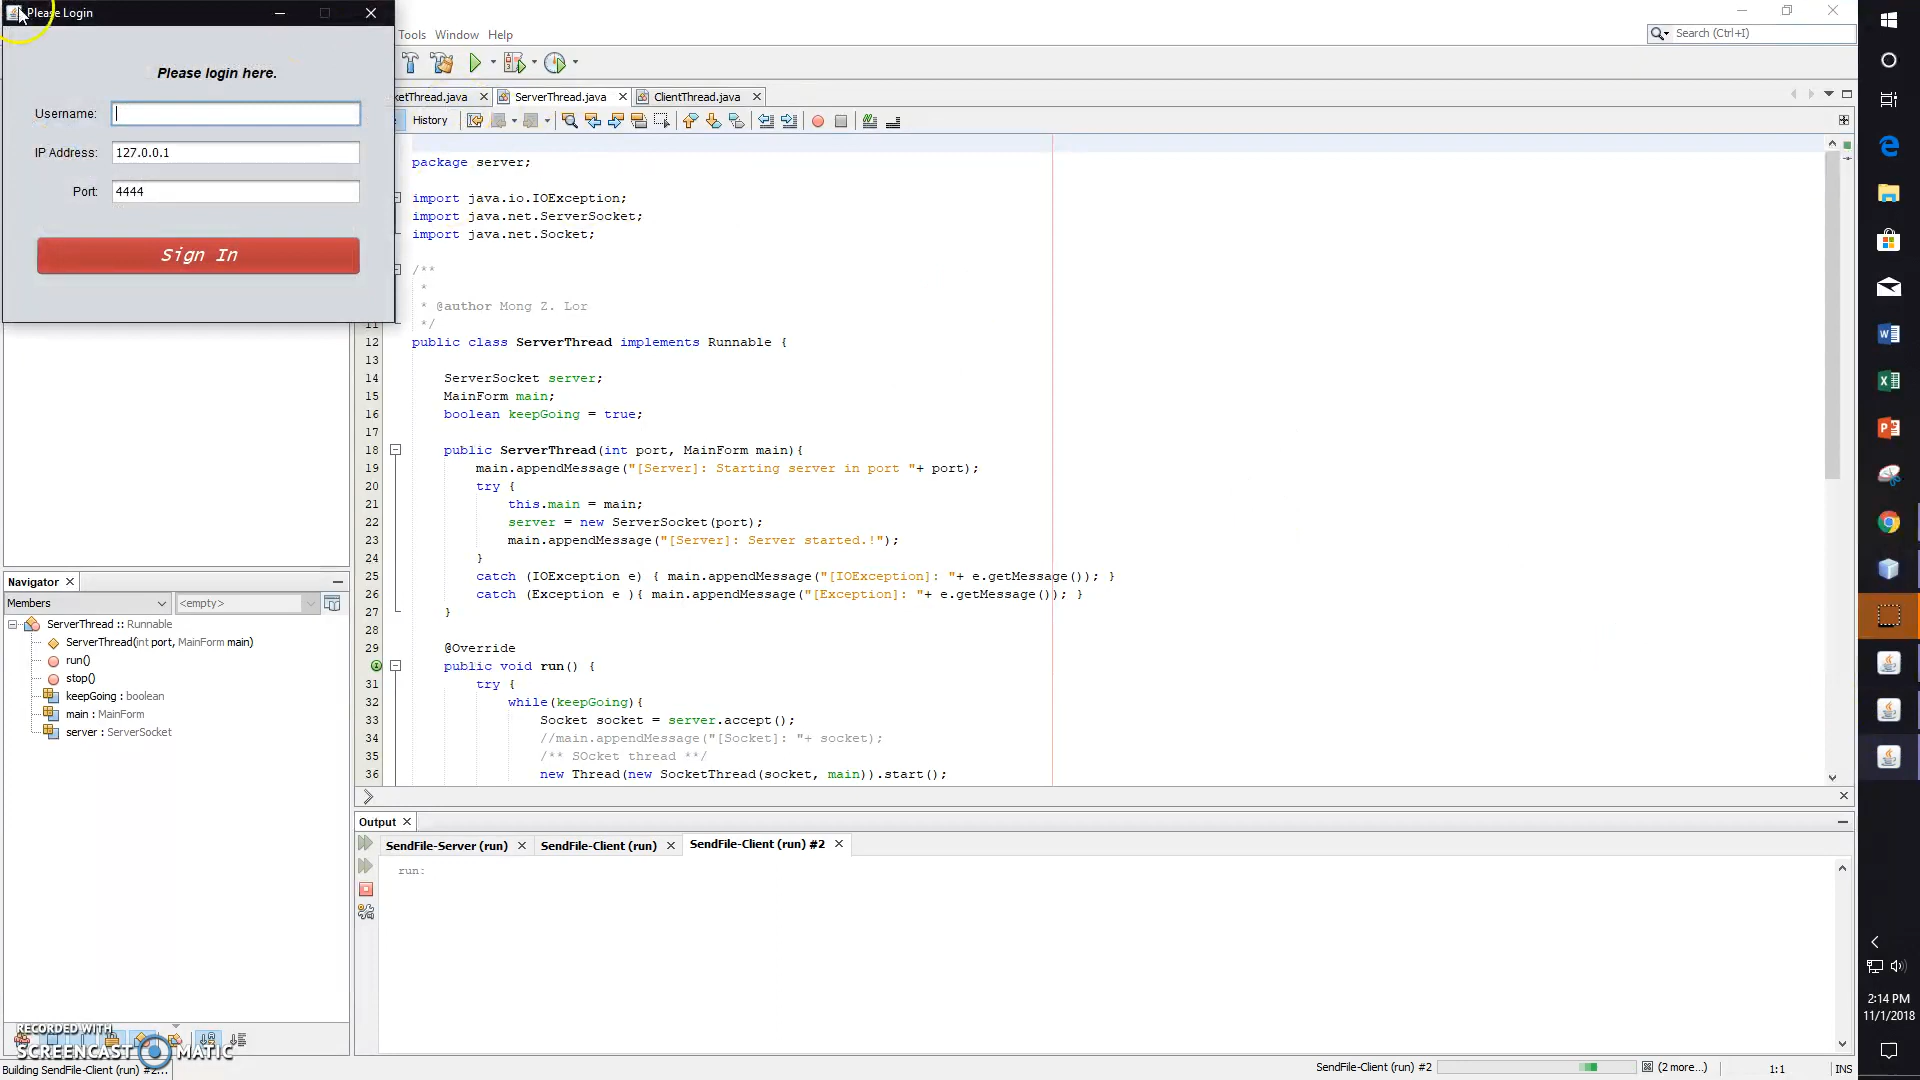 Please Login
Please login here.
Username:
IP Address: 127.0.0.1
Port: 4444
Sign In
Tools Window Help
Search (Ctrl+I)
ketThread.java ServerThread.java ClientThread.java
History
package server;
import java.io.IOException;
import java.net.ServerSocket;
import java.net.Socket;
/**
*
* @author Mong Z. Lor
11 */
12 public class ServerThread implements Runnable {
13
14 ServerSocket server;
15 MainForm main;
16 boolean keepGoing = true;
17
18 public ServerThread(int port, MainForm main){
19 main.appendMessage("[Server]: Starting server in port "+ port);
20 try {
21 this.main = main;
22 server = new ServerSocket(port);
23 main.appendMessage("[Server]: Server started.!");
24 }
25 catch (IOException e) { main.appendMessage("[IOException]: "+ e.getMessage()); }
26 catch (Exception e ){ main.appendMessage("[Exception]: "+ e.getMessage()); }
27 }
28
29 @Override
public void run() {
31 try {
32 while(keepGoing){
33 Socket socket = server.accept();
34 //main.appendMessage("[Socket]: "+ socket);
35 /** SOcket thread **/
36 new Thread(new SocketThread(socket, main)).start();
Navigator
Members <empty>
ServerThread :: Runnable
ServerThread(int port, MainForm main)
run()
stop()
keepGoing : boolean
main : MainForm
server : ServerSocket
Output
SendFile-Server (run) SendFile-Client (run) SendFile-Client (run) #2
run:
RECORDED WITH
SCREENCAST MATIC
Building SendFile-Client (run) #2...
SendFile-Client (run) #2 (2 more...) 1:1 INS
2:14 PM
11/1/2018